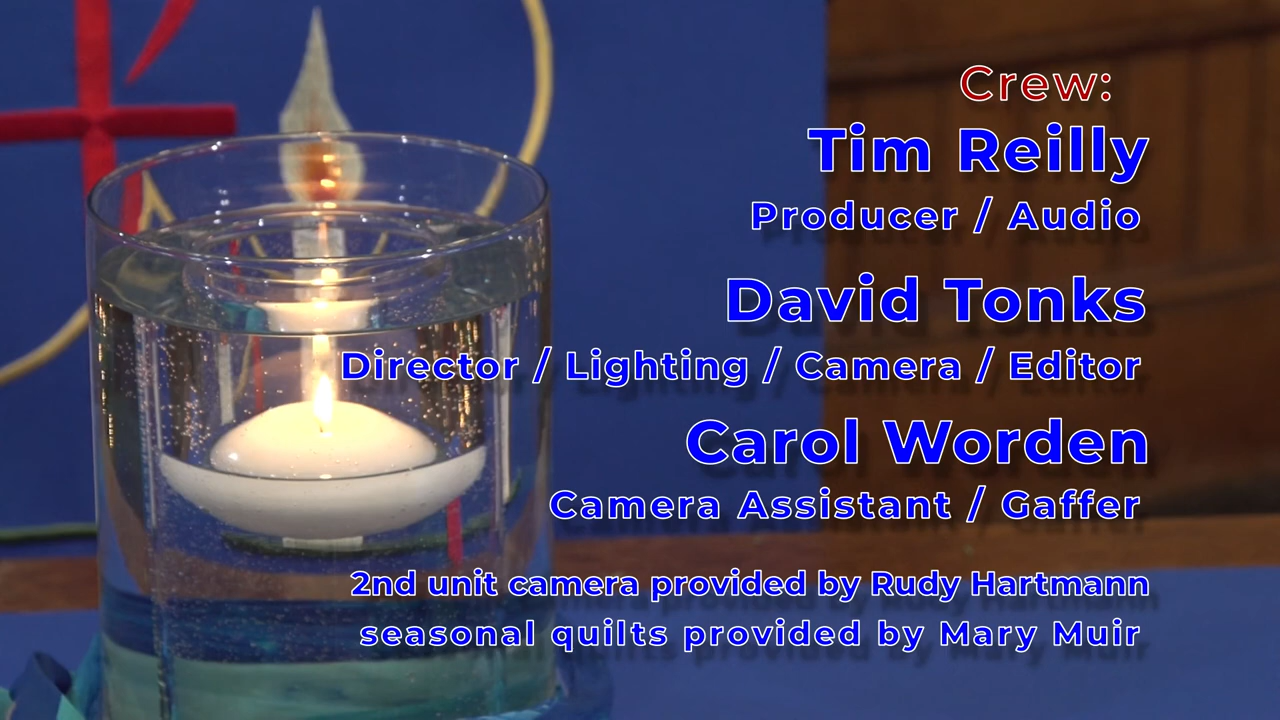 Crew:
Tim Reilly
Producer / Audio
David Tonks
Director / Lighting / Camera / Editor
Carol Worden
Camera Assistant / Gaffer
2nd unit camera provided by Rudy Hartmann
seasonal quilts provided by Mary Muir